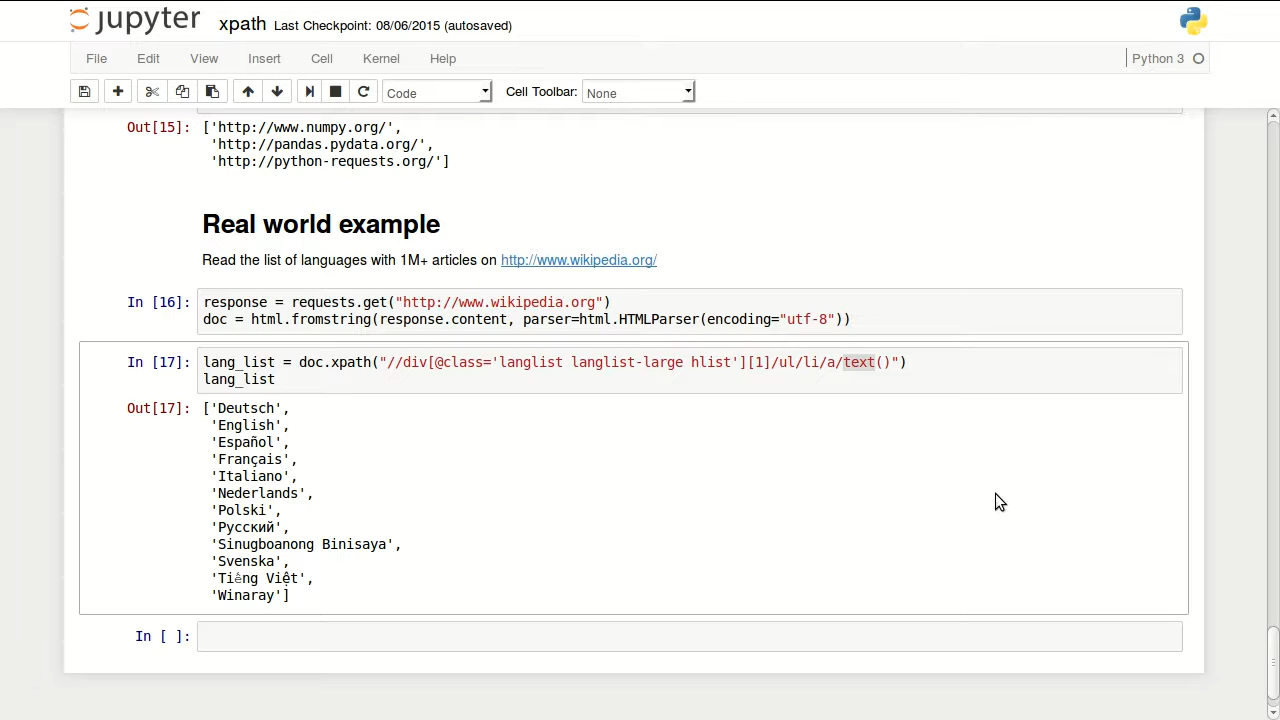 jupyter xpath Last Checkpoint: 08/06/2015 (autosaved)
File Edit View Insert Cell Kernel Help Python 3
Code Cell Toolbar: None
Out[15]: ['http://www.numpy.org/',
'http://pandas.pydata.org/',
'http://python-requests.org/']
Real world example
Read the list of languages with 1M+ articles on http://www.wikipedia.org/
In [16]: response = requests.get("http://www.wikipedia.org")
doc = html.fromstring(response.content, parser=html.HTMLParser(encoding="utf-8"))
In [17]: lang_list = doc.xpath("//div[@class='langlist langlist-large hlist'][1]/ul/li/a/text()")
lang_list
Out[17]: ['Deutsch',
'English',
'Español',
'Français',
'Italiano',
'Nederlands',
'Polski',
'Русский',
'Sinugboanong Binisaya',
'Svenska',
'Tiếng Việt',
'Winaray']
In [ ]: